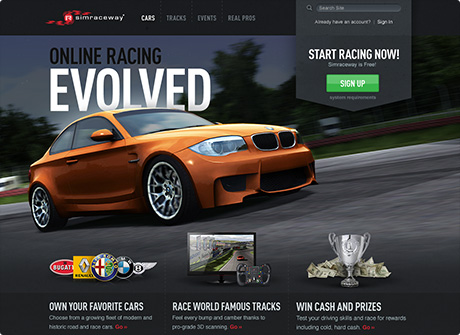 simraceway
CARS
TRACKS
EVENTS
REAL PROS
Search Site
Already have an account? | Sign In
ONLINE RACING
EVOLVED
START RACING NOW!
Simraceway is Free!
SIGN UP
system requirements
BUGATTI
RENAULT
OWN YOUR FAVORITE CARS
Choose from a growing fleet of modern and
historic road and race cars. Go »
RACE WORLD FAMOUS TRACKS
Feel every bump and camber thanks to
pro-grade 3D scanning. Go »
WIN CASH AND PRIZES
Test your driving skills and race for rewards
including cold, hard cash. Go »